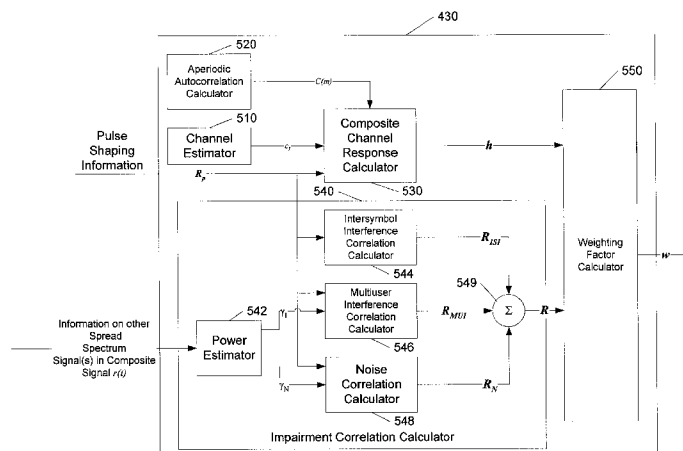 430
520
550
Aperiodic
Autocorrelation
Calculator
C(m)
510
Channel
Estimator
Composite
Channel
Response
Calculator
h
Pulse
Shaping
Information
R_p
530
540
Intersymbol
Interference
Correlation
Calculator
R_ISI
544
Weighting
Factor
Calculator
w
549
542
Multiuser
Interference
Correlation
Calculator
R_MUI
Σ
R
546
Information on other
Spread
Spectrum
Signal(s) in Composite
Signal r(t)
Power
Estimator
γ_I
γ_N
Noise
Correlation
Calculator
R_N
548
Impairment Correlation Calculator